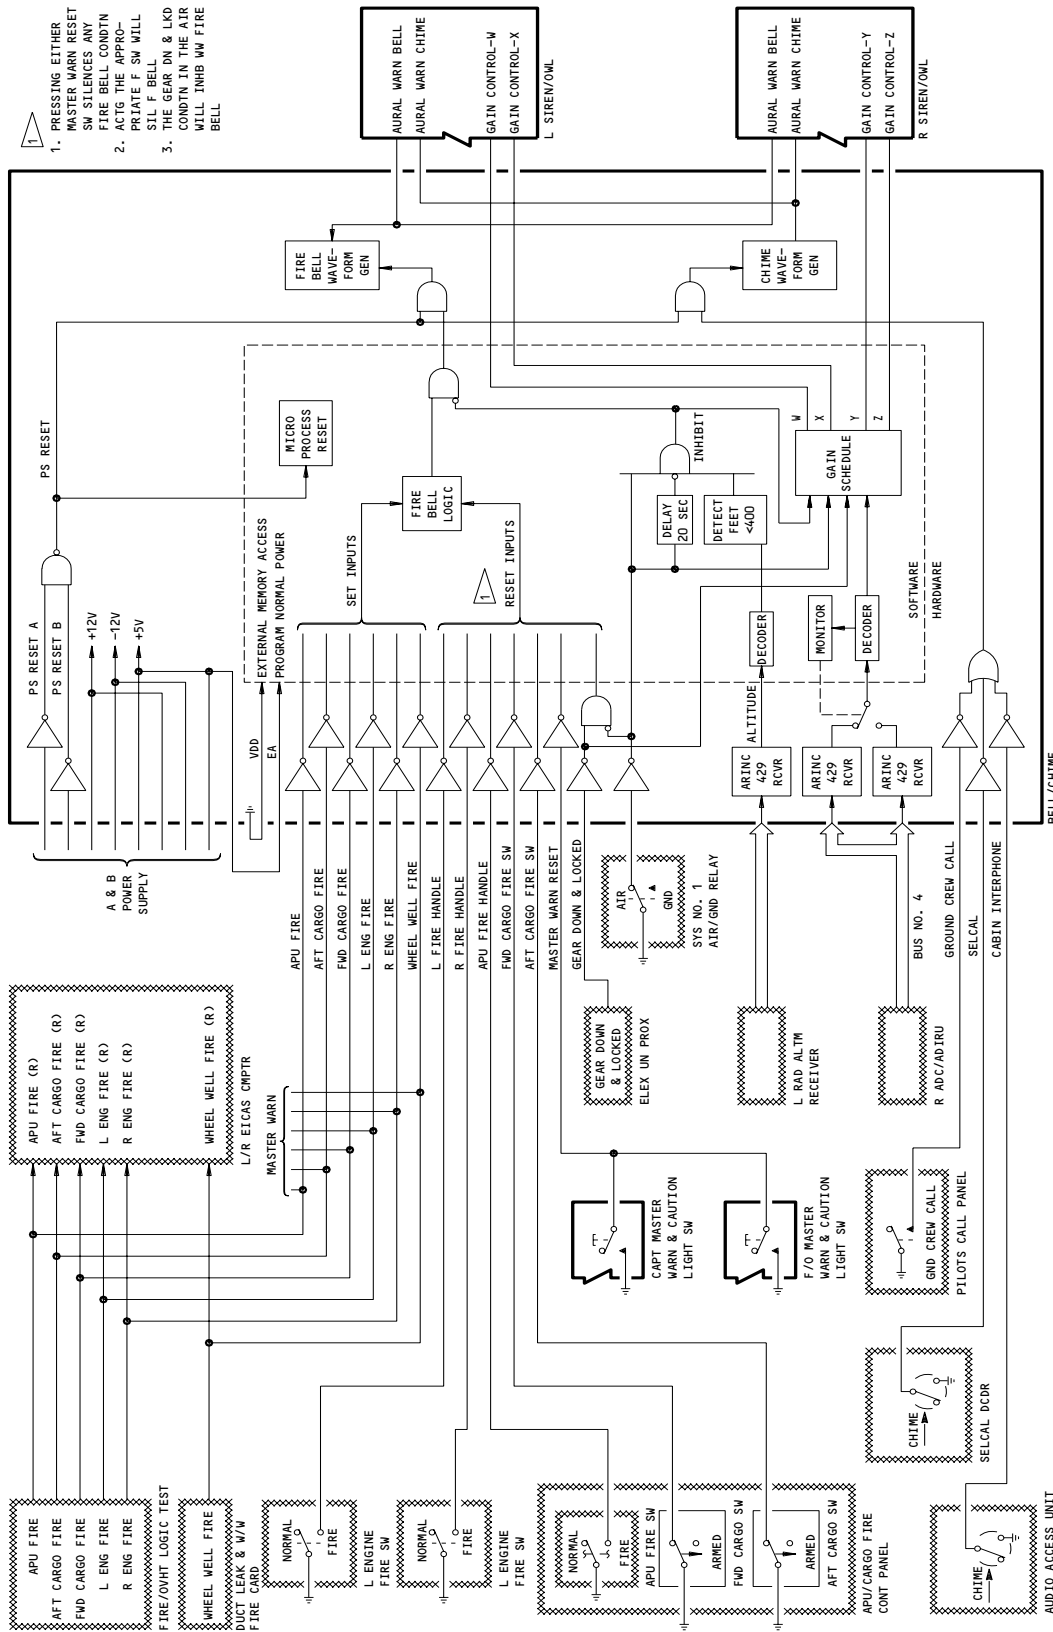 FIRE/OVHT LOGIC TEST
APU FIRE
AFT CARGO FIRE
FWD CARGO FIRE
L ENG FIRE
R ENG FIRE
WHEEL WELL FIRE
DUCT LEAK & W/W
FIRE CARD
NORMAL
FIRE
L ENGINE
FIRE SW
NORMAL
FIRE
L ENGINE
FIRE SW
NORMAL
FIRE
APU FIRE SW
ARMED
FWD CARGO SW
ARMED
AFT CARGO SW
APU/CARGO FIRE
CONT PANEL
CHIME
SELCAL DCDR
CHIME
AUDIO ACCESS UNIT
APU FIRE (R)
AFT CARGO FIRE (R)
FWD CARGO FIRE (R)
L ENG FIRE (R)
R ENG FIRE (R)
WHEEL WELL FIRE (R)
L/R EICAS CMPTR
MASTER WARN
CAPT MASTER
WARN & CAUTION
LIGHT SW
F/O MASTER
WARN & CAUTION
LIGHT SW
GND CREW CALL
PILOTS CALL PANEL
A & B
POWER
SUPPLY
APU FIRE
AFT CARGO FIRE
FWD CARGO FIRE
L ENG FIRE
R ENG FIRE
WHEEL WELL FIRE
L FIRE HANDLE
R FIRE HANDLE
APU FIRE HANDLE
FWD CARGO FIRE SW
AFT CARGO FIRE SW
MASTER WARN RESET
GEAR DOWN & LOCKED
GEAR DOWN
& LOCKED
ELEX UN PROX
AIR
GND
SYS NO. 1
AIR/GND RELAY
L RAD ALTM
RECEIVER
R ADC/ADIRU
BUS NO. 4
GROUND CREW CALL
SELCAL
CABIN INTERPHONE
PS RESET A
PS RESET B
+12V
-12V
+5V
VDD
EA
EXTERNAL MEMORY ACCESS
PROGRAM NORMAL POWER
PS RESET
MICRO
PROCESS
RESET
SET INPUTS
1
RESET INPUTS
FIRE
BELL
LOGIC
ARINC
429
RCVR
ALTITUDE
DECODER
DELAY
20 SEC
DETECT
FEET
<400
INHIBIT
ARINC
429
RCVR
ARINC
429
RCVR
MONITOR
DECODER
GAIN
SCHEDULE
W
X
Y
Z
SOFTWARE
HARDWARE
FIRE
BELL
WAVE-
FORM
GEN
CHIME
WAVE-
FORM
GEN
BELL/CHIME
AURAL WARN BELL
AURAL WARN CHIME
GAIN CONTROL-W
GAIN CONTROL-X
L SIREN/OWL
AURAL WARN BELL
AURAL WARN CHIME
GAIN CONTROL-Y
GAIN CONTROL-Z
R SIREN/OWL
1
1. PRESSING EITHER
MASTER WARN RESET
SW SILENCES ANY
FIRE BELL CONDTN
2. ACTG THE APPRO-
PRIATE F SW WILL
SIL F BELL
3. THE GEAR DN & LKD
CONDTN IN THE AIR
WILL INHB WW FIRE
BELL